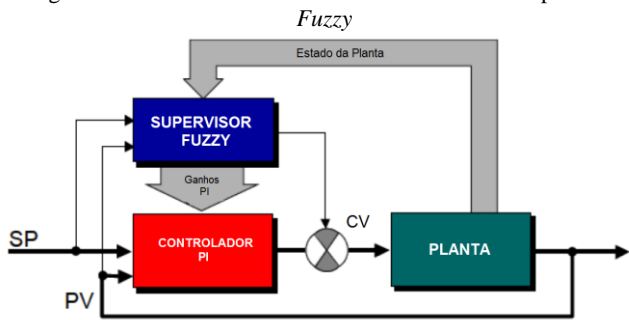 Fuzzy
Estado da Planta
SUPERVISOR
FUZZY
Ganhos
PI
SP
CONTROLADOR
PI
CV
PLANTA
PV